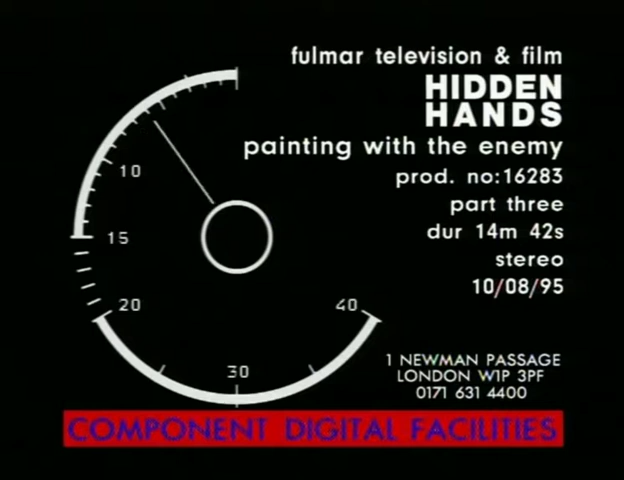 fulmar television & film
HIDDEN
HANDS
painting with the enemy
prod. no:16283
part three
dur 14m 42s
stereo
10/08/95
10
15
20
30
40
1 NEWMAN PASSAGE
LONDON W1P 3PF
0171 631 4400
COMPONENT DIGITAL FACILITIES